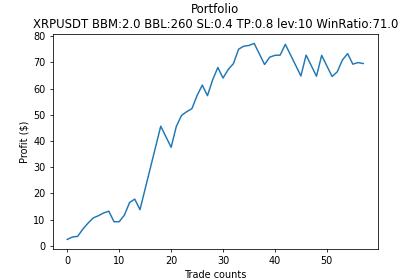 Portfolio
XRPUSDT BBM:2.0 BBL:260 SL:0.4 TP:0.8 lev:10 WinRatio:71.0
80
70
60
50
40
30
20
10
0
Profit ($)
0 10 20 30 40 50
Trade counts